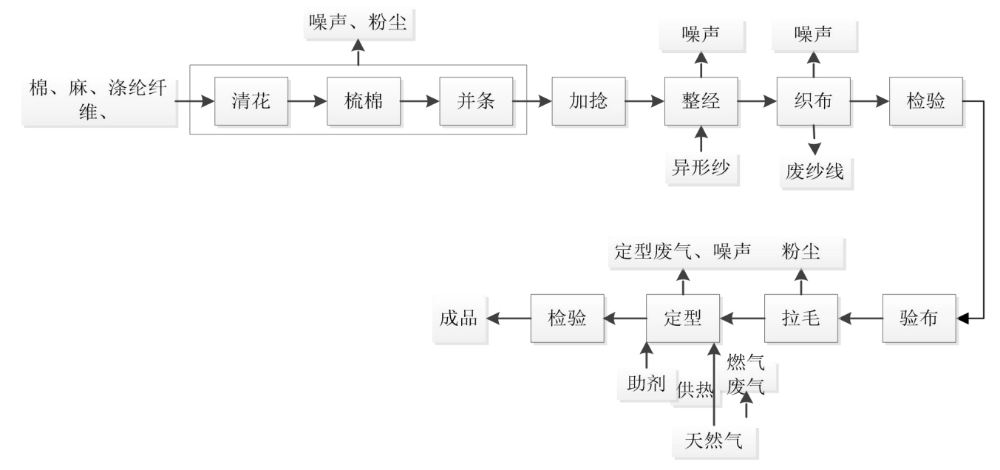 噪声、粉尘
噪声
噪声
棉、麻、涤纶纤
维、
清花
梳棉
并条
加捻
整经
织布
检验
异形纱
废纱线
定型废气、噪声
粉尘
成品
检验
定型
拉毛
验布
助剂
供热
燃气
废气
天然气